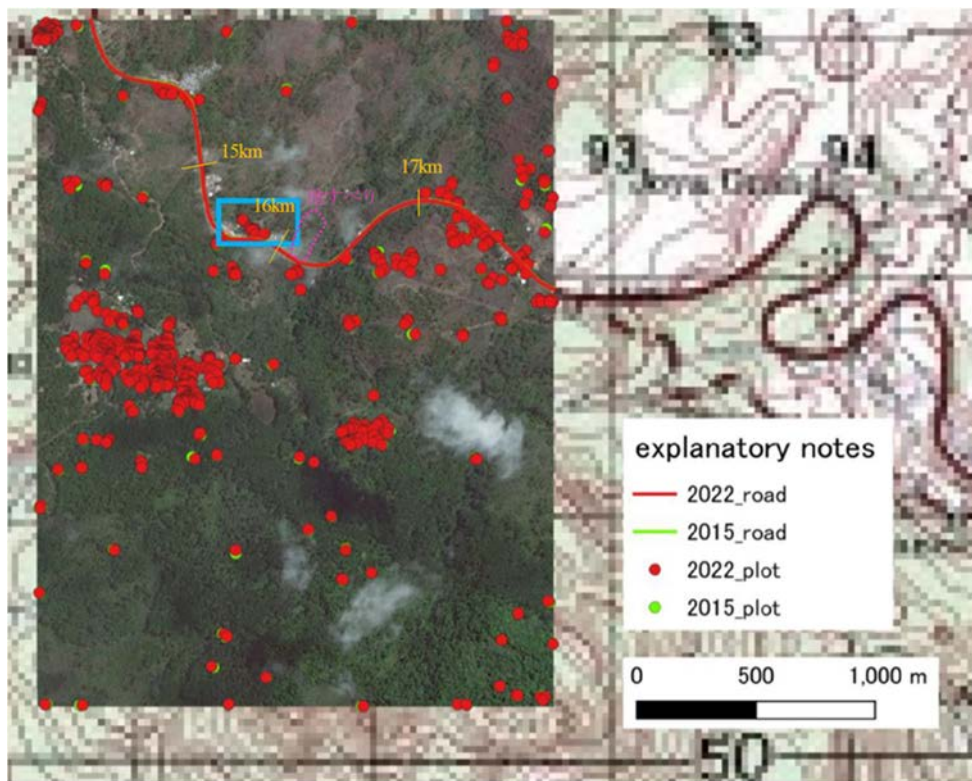 93
94
15km
17km
16km
explanatory notes
2022_road
2015_road
2022_plot
2015_plot
0 500 1,000 m
50